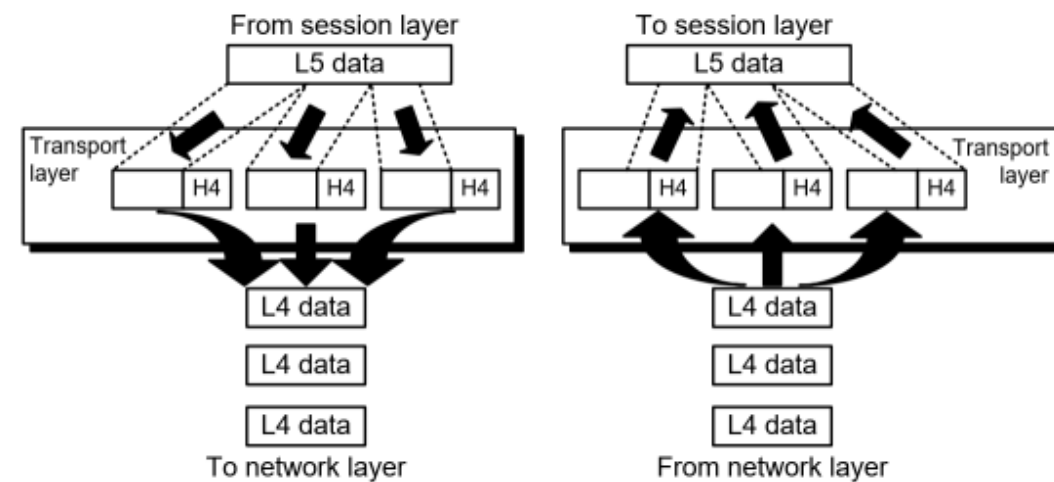 From session layer
L5 data
Transport
layer
H4
H4
H4
L4 data
L4 data
L4 data
To network layer
To session layer
L5 data
Transport
layer
H4
H4
H4
L4 data
L4 data
L4 data
From network layer